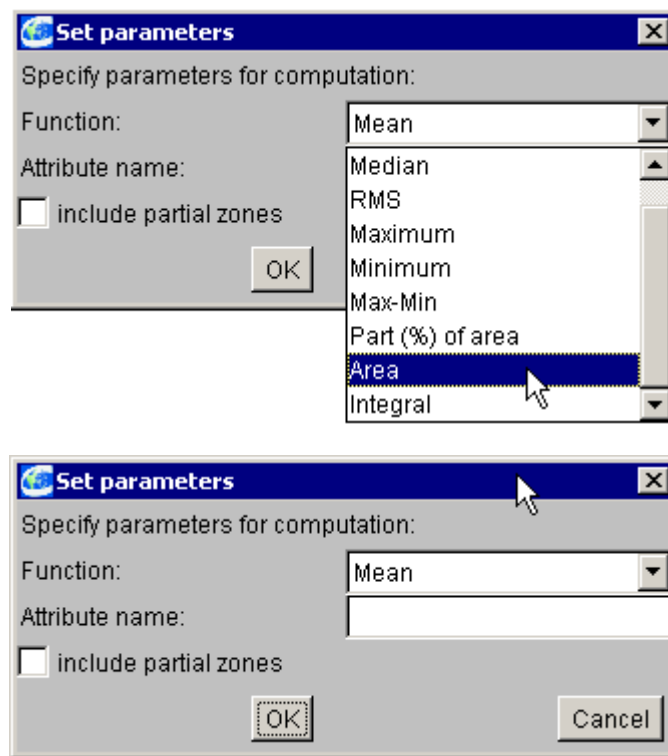 Set parameters
Specify parameters for computation:
Function: Mean
Attribute name: Median
RMS
include partial zones
Maximum
OK Minimum
Max-Min
Part (%) of area
Area
Integral
Set parameters
Specify parameters for computation:
Function: Mean
Attribute name:
include partial zones
OK Cancel